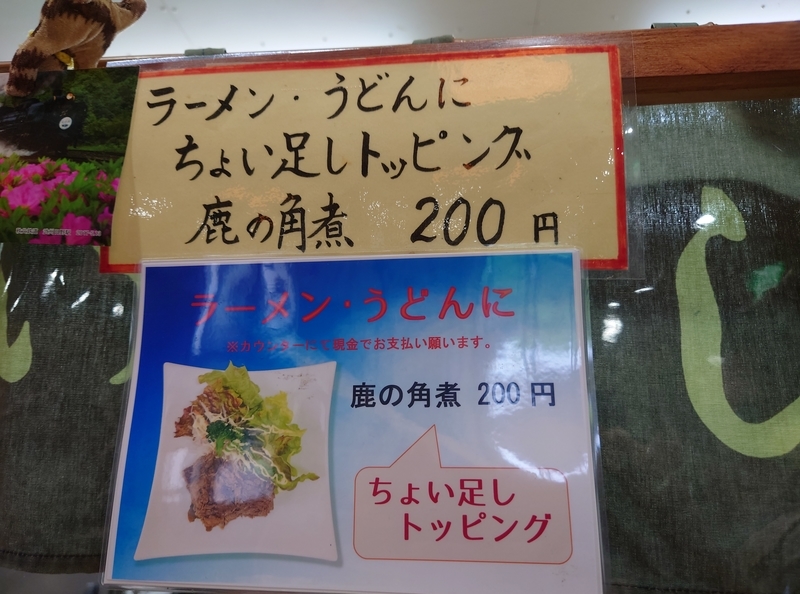 ラーメン・うどんに
ちょい足しトッピング
鹿の角煮 200円
ラーメン・うどんに
※カウンターにて現金でお支払い願います。
鹿の角煮 200円
ちょい足し
トッピング